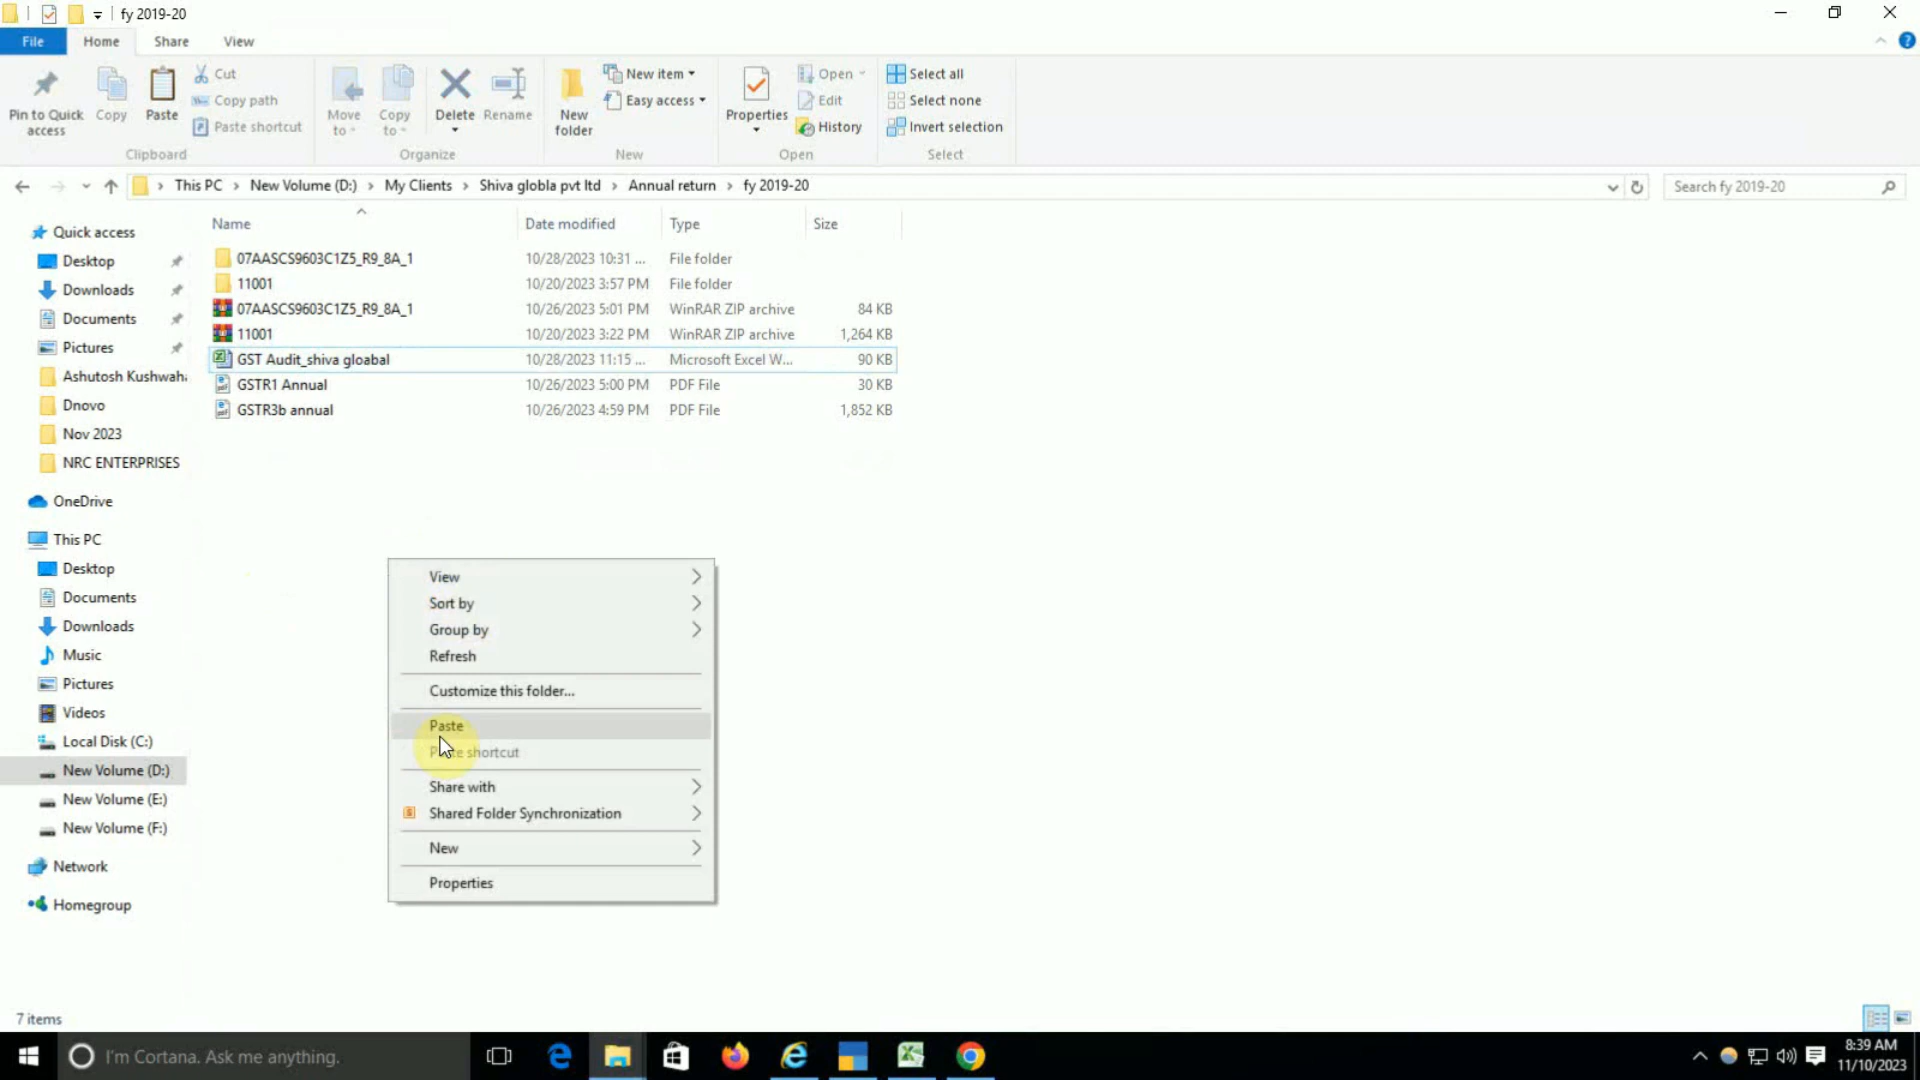 fy 2019-20
File Home Share View
Pin to Quick access
Copy
Paste
Cut
Copy path
Paste shortcut
Clipboard
Move to
Copy to
Delete
Rename
Organize
New folder
New item
Easy access
New
Properties
Open
Edit
History
Open
Select all
Select none
Invert selection
Select
This PC > New Volume (D:) > My Clients > Shiva globla pvt ltd > Annual return > fy 2019-20
Search fy 2019-20
Name Date modified Type Size
07AASCS9603C1Z5_R9_8A_1 10/28/2023 10:31 ... File folder
11001 10/20/2023 3:57 PM File folder
07AASCS9603C1Z5_R9_8A_1 10/26/2023 5:01 PM WinRAR ZIP archive 84 KB
11001 10/20/2023 3:22 PM WinRAR ZIP archive 1,264 KB
GST Audit_shiva gloabal 10/28/2023 11:15 ... Microsoft Excel W... 90 KB
GSTR1 Annual 10/26/2023 5:00 PM PDF File 30 KB
GSTR3b annual 10/26/2023 4:59 PM PDF File 1,852 KB
Quick access
Desktop
Downloads
Documents
Pictures
Ashutosh Kushwah
Dnovo
Nov 2023
NRC ENTERPRISES
OneDrive
This PC
Desktop
Documents
Downloads
Music
Pictures
Videos
Local Disk (C:)
New Volume (D:)
New Volume (E:)
New Volume (F:)
Network
Homegroup
View
Sort by
Group by
Refresh
Customize this folder...
Paste
shortcut
Share with
Shared Folder Synchronization
New
Properties
7 items
I'm Cortana. Ask me anything.
8:39 AM
11/10/2023